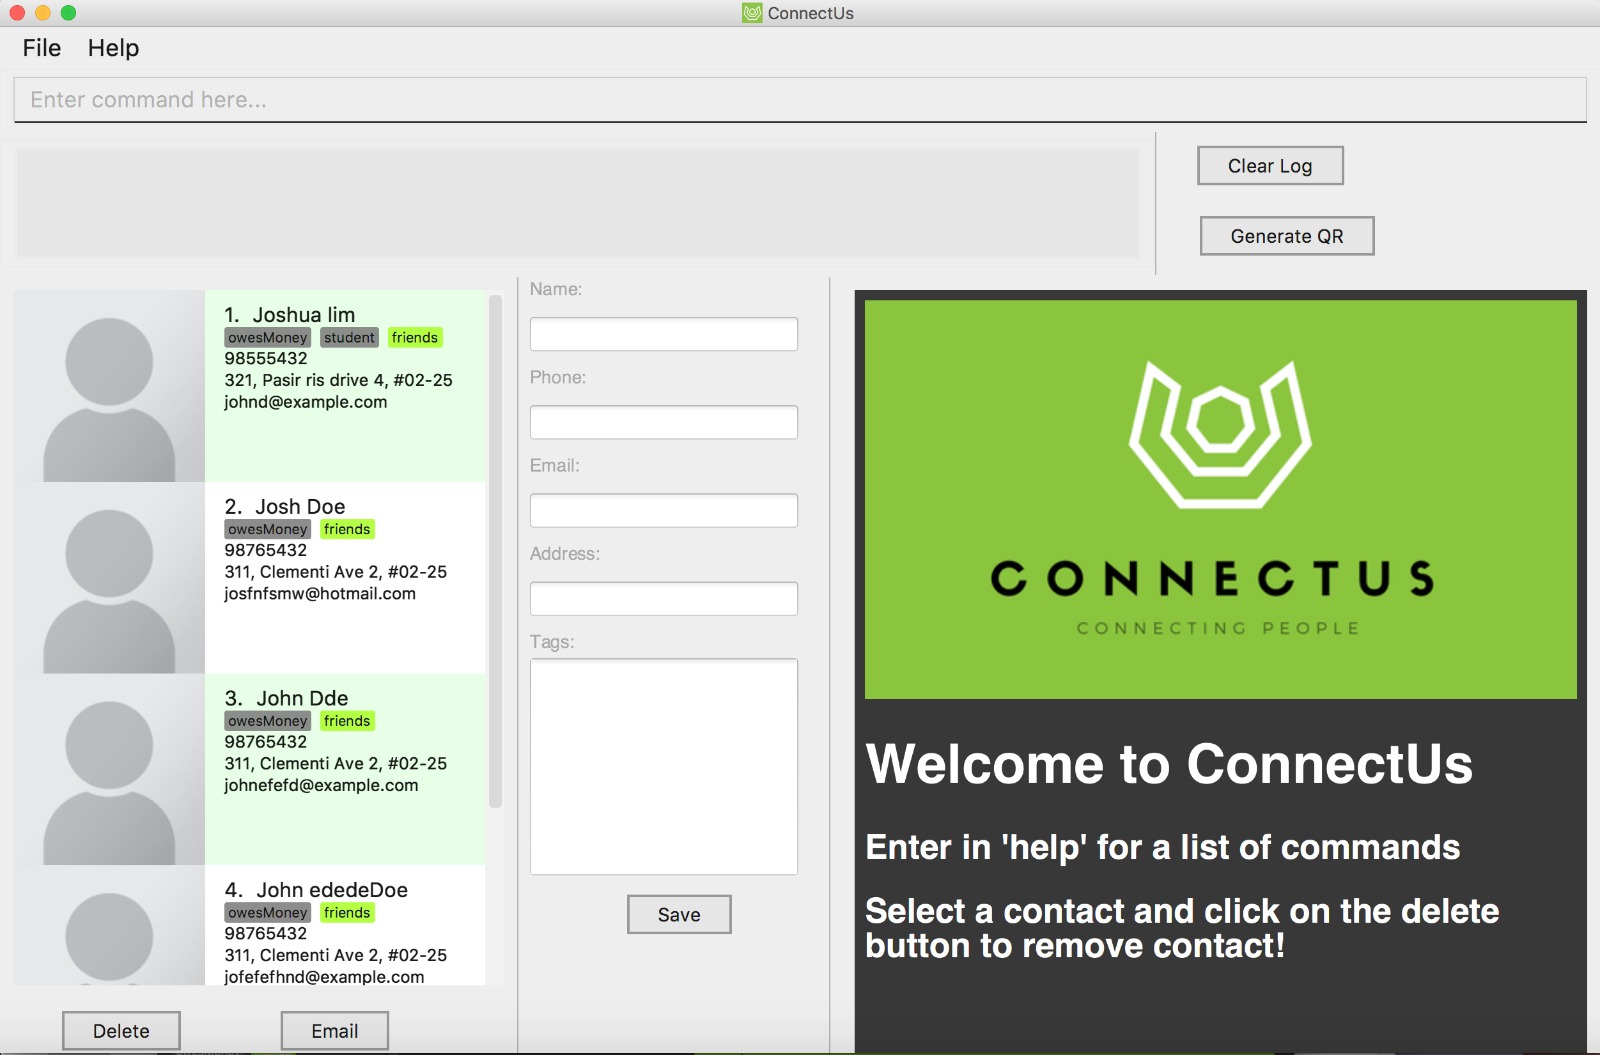 ConnectUs
File Help
Enter command here...
Clear Log
Generate QR
1. Joshua lim
owesMoney student friends
98555432
321, Pasir ris drive 4, #02-25
johnd@example.com
2. Josh Doe
owesMoney friends
98765432
311, Clementi Ave 2, #02-25
josfnfsmw@hotmail.com
3. John Dde
owesMoney friends
98765432
311, Clementi Ave 2, #02-25
johnefefd@example.com
4. John ededeDoe
owesMoney friends
98765432
311, Clementi Ave 2, #02-25
jofefefhnd@example.com
Delete Email
Name:
Phone:
Email:
Address:
Tags:
Save
CONNECTUS
CONNECTING PEOPLE
Welcome to ConnectUs
Enter in 'help' for a list of commands
Select a contact and click on the delete
button to remove contact!